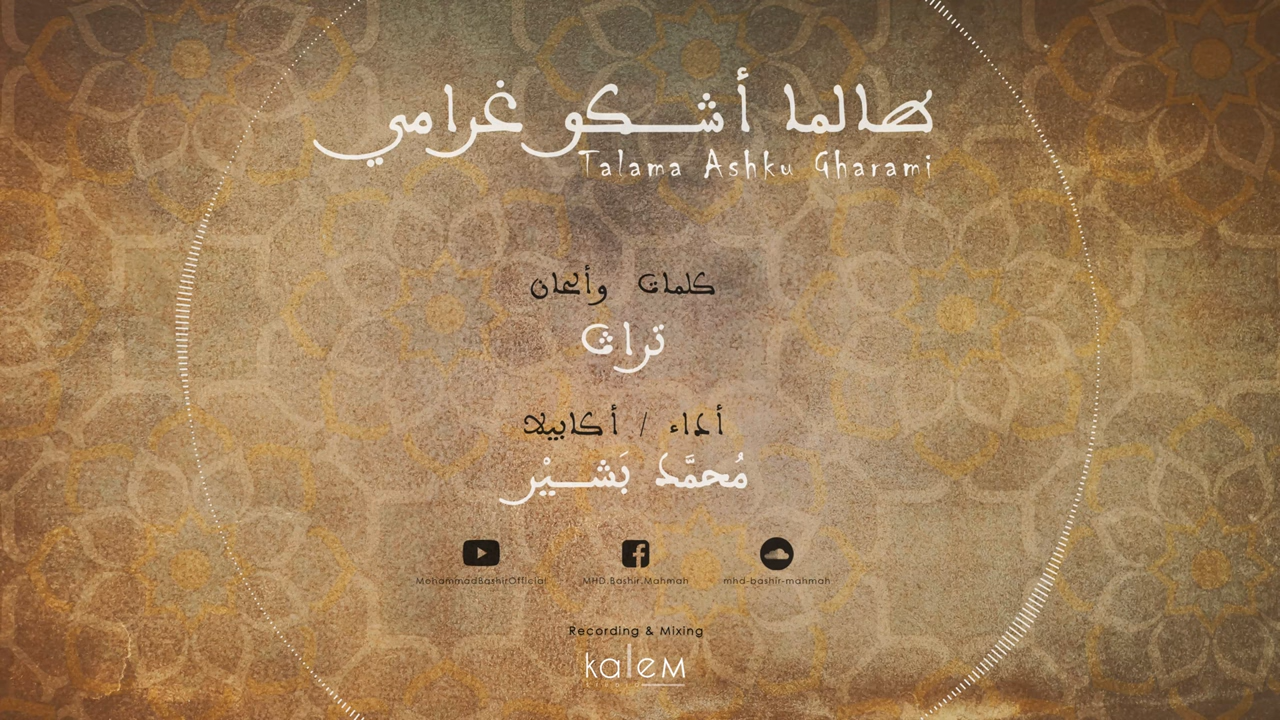 طالما أشكو غرامي
Talama Ashku Gharami
كلمات وألحان
تراث
أداء / أكابيلا
مُحمَّد بَشيْر
MohammadBashirOfficial
MHD.Bashir.Mahmah
mhd-bashir-mahmah
Recording & Mixing
kalem